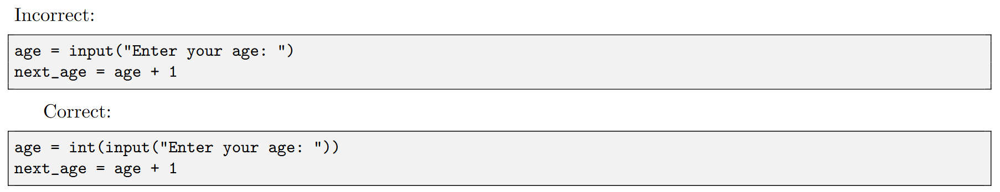 Incorrect:
age = input("Enter your age: ")
next_age = age + 1
Correct:
age = int(input("Enter your age: "))
next_age = age + 1